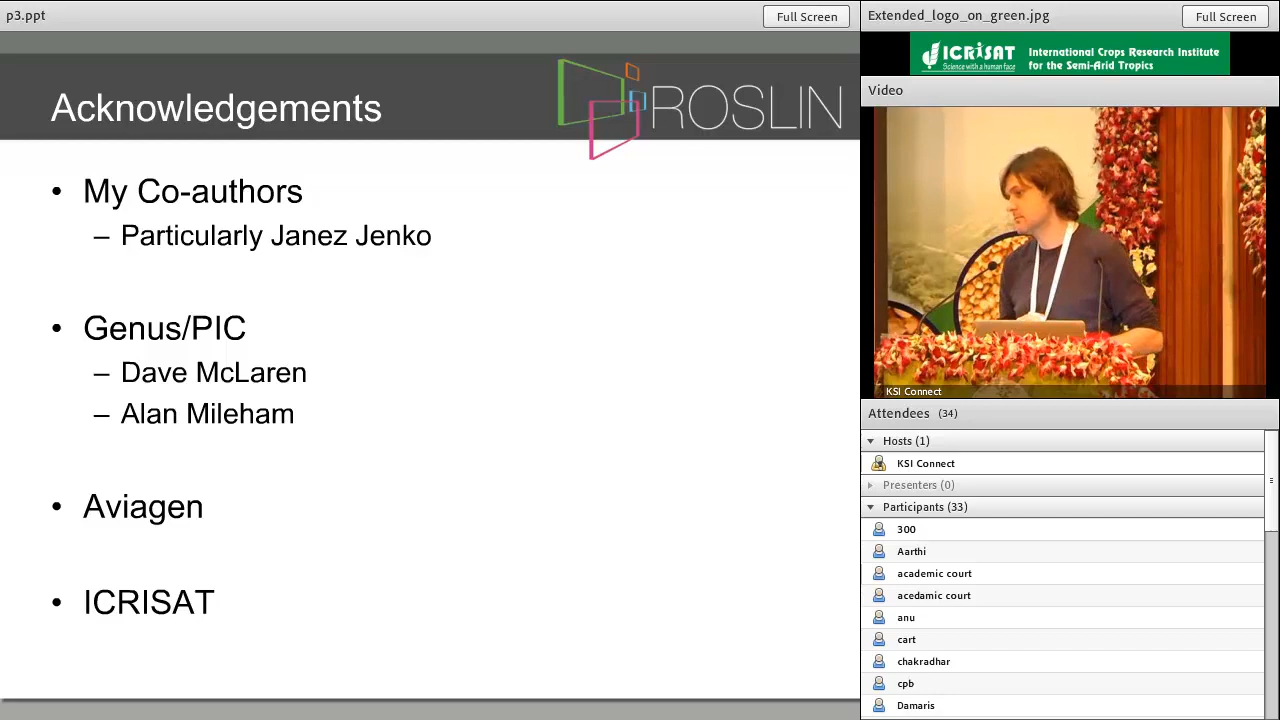 p3.ppt
Full Screen
Acknowledgements
ROSLIN
• My Co-authors
– Particularly Janez Jenko
• Genus/PIC
– Dave McLaren
– Alan Mileham
• Aviagen
• ICRISAT
Extended_logo_on_green.jpg
Full Screen
ICRISAT
Science with a human face
International Crops Research Institute
for the Semi-Arid Tropics
Video
KSI Connect
Attendees (34)
Hosts (1)
KSI Connect
Presenters (0)
Participants (33)
300
Aarthi
academic court
acedamic court
anu
cart
chakradhar
cpb
Damaris